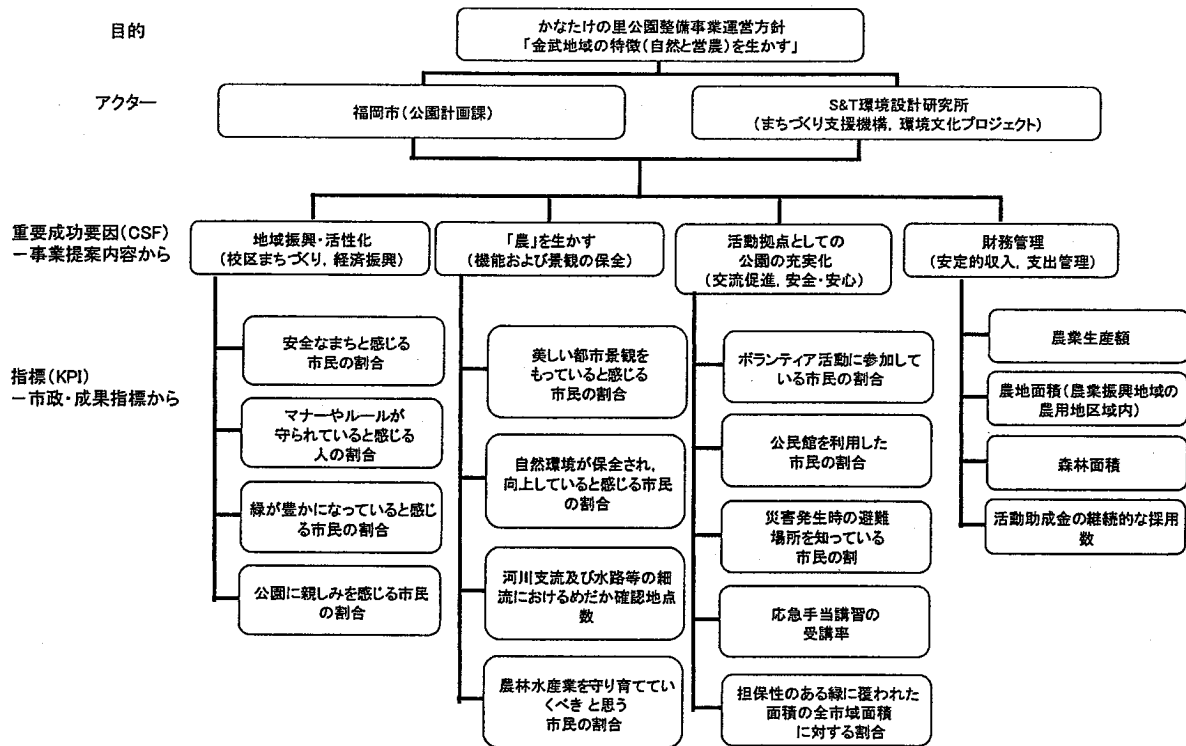 目的
かなたけの里公園整備事業運営方針
「金武地域の特徴(自然と営農)を生かす」
アクター
福岡市(公園計画課)
S&T環境設計研究所
(まちづくり支援機構, 環境文化プロジェクト)
重要成功要因(CSF)
ー事業提案内容から
地域振興・活性化
(校区まちづくり, 経済振興)
「農」を生かす
(機能および景観の保全)
活動拠点としての
公園の充実化
(交流促進, 安全・安心)
財務管理
(安定的収入, 支出管理)
指標(KPI)
ー市政・成果指標から
安全なまちと感じる
市民の割合
マナーやルールが
守られていると感じる
人の割合
緑が豊かになっていると感じ
る市民の割合
公園に親しみを感じる市民
の割合
美しい都市景観を
もっていると感じる
市民の割合
自然環境が保全され,
向上していると感じる市民
の割合
河川支流及び水路等の細
流におけるめだか確認地点
数
農林水産業を守り育ててい
くべき と思う
市民の割合
ボランティア活動に参加して
いる市民の割合
公民館を利用した
市民の割合
災害発生時の避難
場所を知っている
市民の割
応急手当講習の
受講率
担保性のある緑に覆われた
面積の全市域面積
に対する割合
農業生産額
農地面積(農業振興地域の
農用地区域内)
森林面積
活動助成金の継続的な採用
数